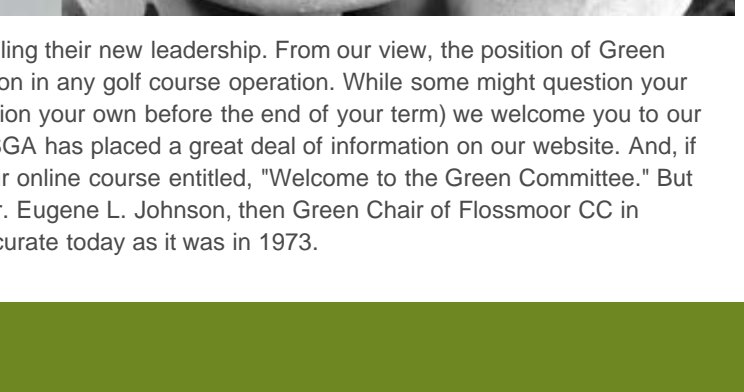 ling their new leadership. From our view, the position of Green
on in any golf course operation. While some might question your
ion your own before the end of your term) we welcome you to our
GA has placed a great deal of information on our website. And, if
r online course entitled, "Welcome to the Green Committee." But
r. Eugene L. Johnson, then Green Chair of Flossmoor CC in
curate today as it was in 1973.